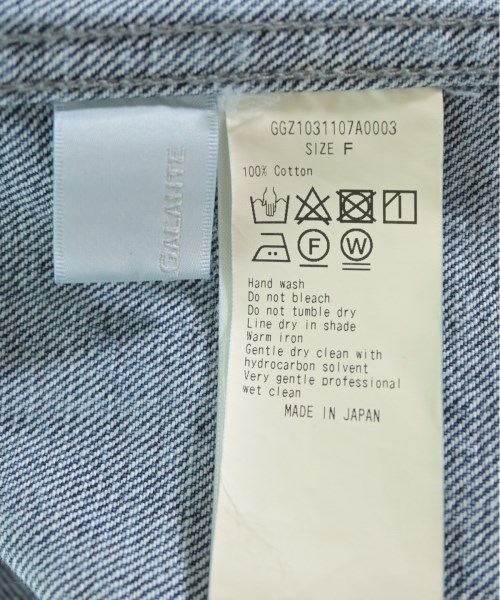 GALANTE
GGZ1031107A0003
SIZE F
100% Cotton
F
W
Hand wash
Do not bleach
Do not tumble dry
Line dry in shade
Warm iron
Gentle dry clean with
hydrocarbon solvent
Very gentle professional
wet clean
MADE IN JAPAN